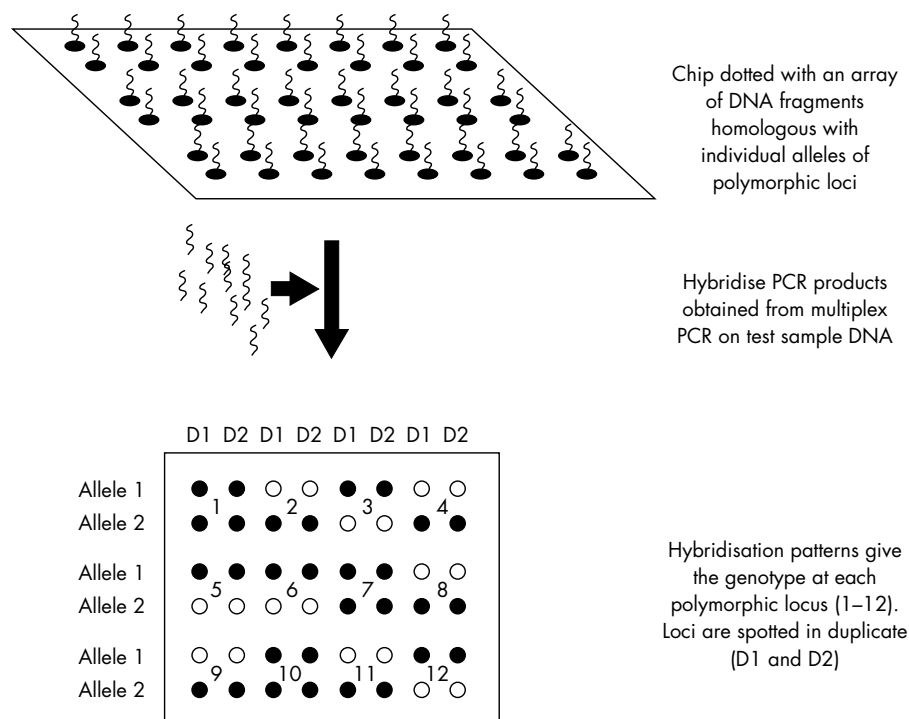 Chip dotted with an array
of DNA fragments
homologous with
individual alleles of
polymorphic loci
Hybridise PCR products
obtained from multiplex
PCR on test sample DNA
D1 D2 D1 D2 D1 D2 D1 D2
Allele 1
1 2 3 4
Allele 2
Allele 1
5 6 7 8
Allele 2
Allele 1
9 10 11 12
Allele 2
Hybridisation patterns give
the genotype at each
polymorphic locus (1–12).
Loci are spotted in duplicate
(D1 and D2)